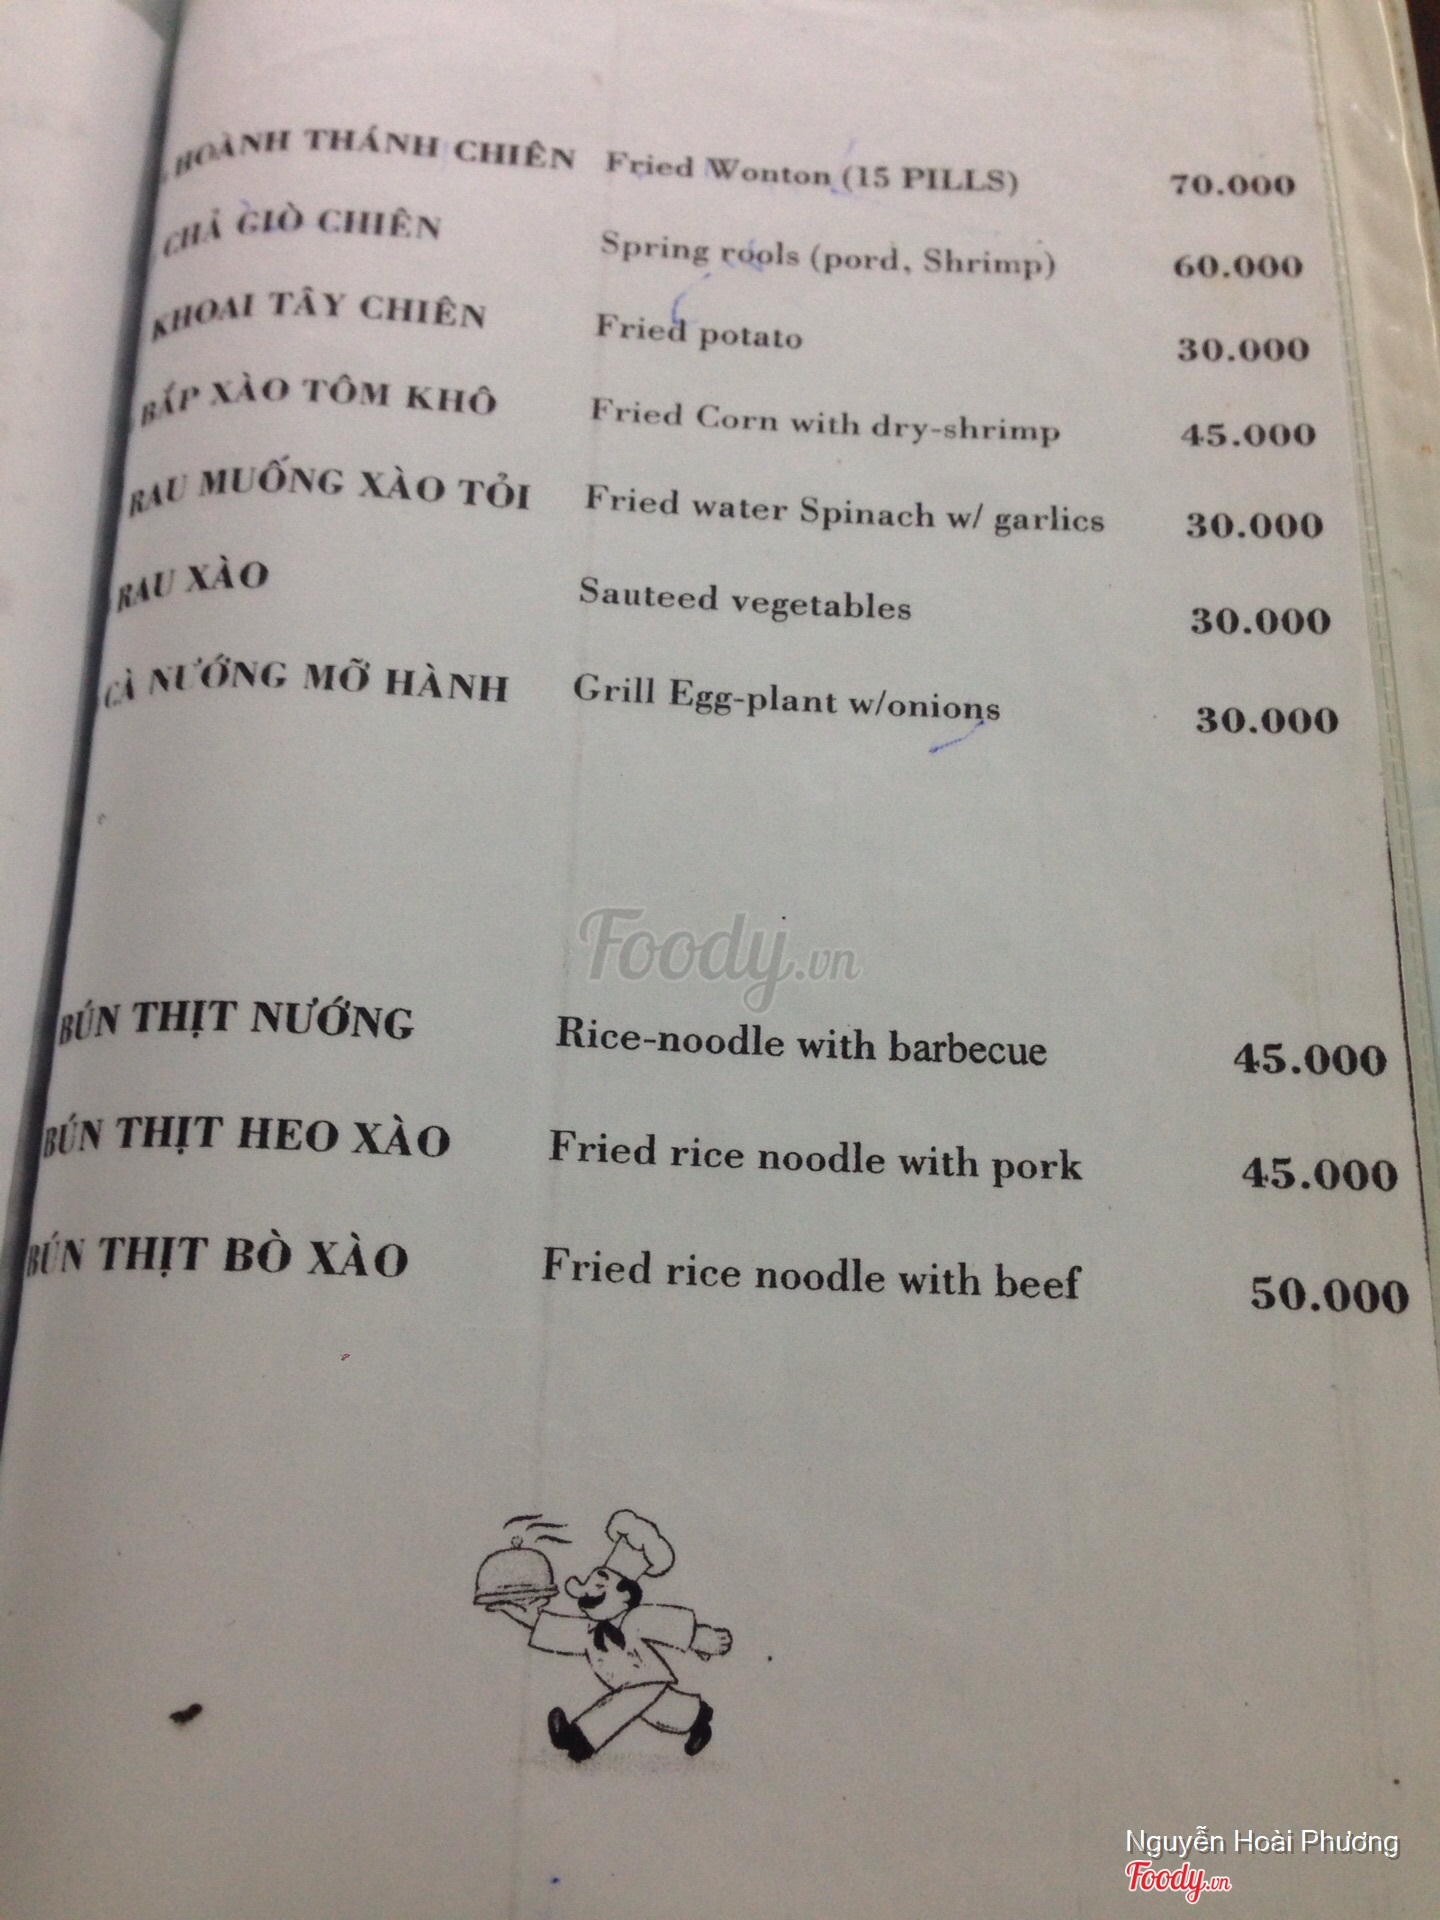 HOÀNH THÁNH CHIÊN Fried Wonton (15 PILLS) 70.000
CHẢ GIÒ CHIÊN Spring rools (pord, Shrimp) 60.000
KHOAI TÂY CHIÊN Fried potato 30.000
BẮP XÀO TÔM KHÔ Fried Corn with dry-shrimp 45.000
RAU MUỐNG XÀO TỎI Fried water Spinach w/ garlics 30.000
RAU XÀO Sauteed vegetables 30.000
CÀ NƯỚNG MỠ HÀNH Grill Egg-plant w/onions 30.000
Foody.vn
BÚN THỊT NƯỚNG Rice-noodle with barbecue 45.000
BÚN THỊT HEO XÀO Fried rice noodle with pork 45.000
BÚN THỊT BÒ XÀO Fried rice noodle with beef 50.000
Nguyễn Hoài Phương
Foody.vn